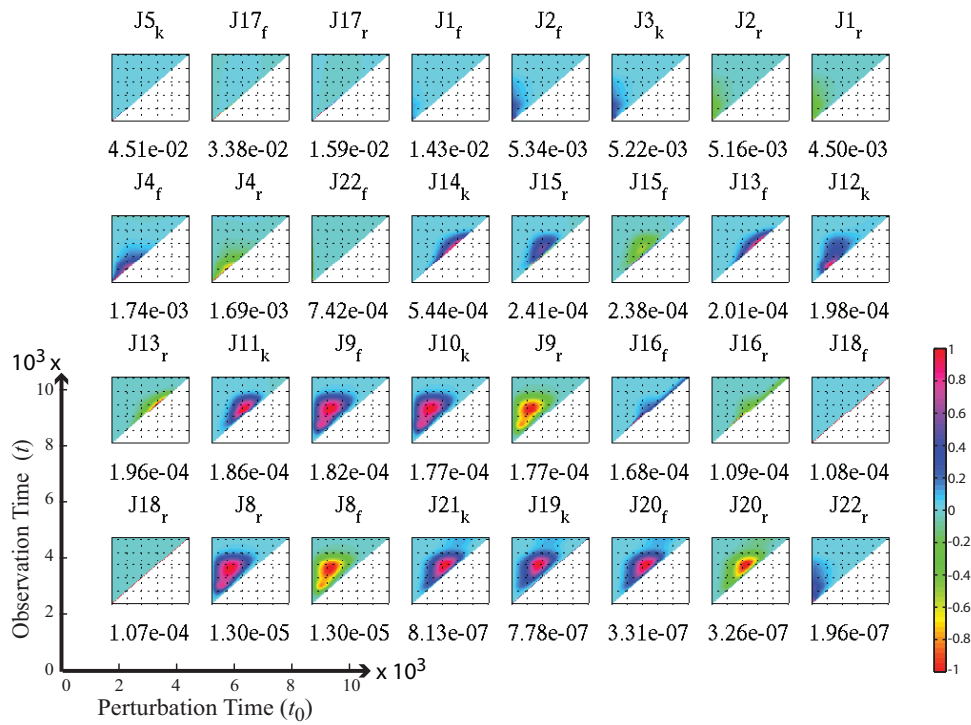 J5k J17f J17r J1f J2f J3k J2r J1r
4.51e-02 3.38e-02 1.59e-02 1.43e-02 5.34e-03 5.22e-03 5.16e-03 4.50e-03
J4f J4r J22f J14k J15r J15f J13f J12k
1.74e-03 1.69e-03 7.42e-04 5.44e-04 2.41e-04 2.38e-04 2.01e-04 1.98e-04
J13r J11k J9f J10k J9r J16f J16r J18f
1.96e-04 1.86e-04 1.82e-04 1.77e-04 1.77e-04 1.68e-04 1.09e-04 1.08e-04
J18r J8r J8f J21k J19k J20f J20r J22r
1.07e-04 1.30e-05 1.30e-05 8.13e-07 7.78e-07 3.31e-07 3.26e-07 1.96e-07
10³ x
10
8
6
4
2
0
Observation Time (t)
0 2 4 6 8 10
x 10³
Perturbation Time (t₀)
1
0.8
0.6
0.4
0.2
0
-0.2
-0.4
-0.6
-0.8
-1